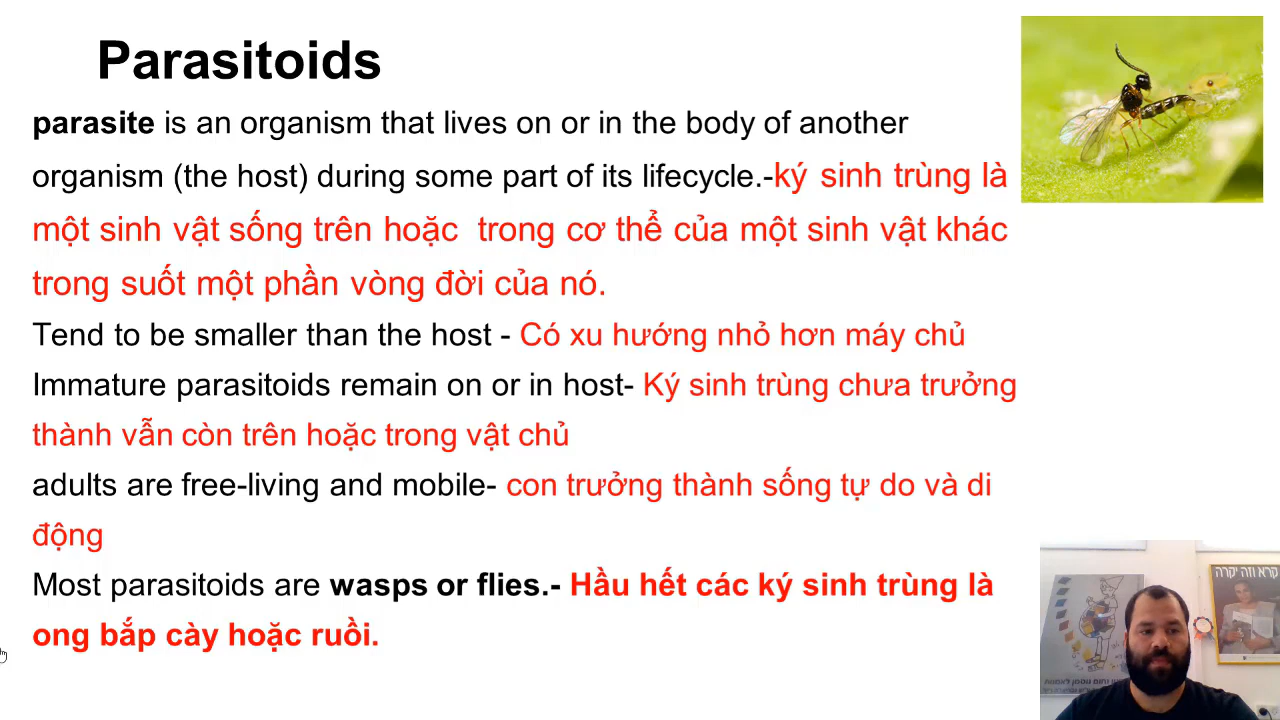 Parasitoids
parasite is an organism that lives on or in the body of another
organism (the host) during some part of its lifecycle.-ký sinh trùng là
một sinh vật sống trên hoặc trong cơ thể của một sinh vật khác
trong suốt một phần vòng đời của nó.
Tend to be smaller than the host - Có xu hướng nhỏ hơn máy chủ
Immature parasitoids remain on or in host- Ký sinh trùng chưa trưởng
thành vẫn còn trên hoặc trong vật chủ
adults are free-living and mobile- con trưởng thành sống tự do và di
động
Most parasitoids are wasps or flies.- Hầu hết các ký sinh trùng là
ong bắp cày hoặc ruồi.
קרא וזה יקרה